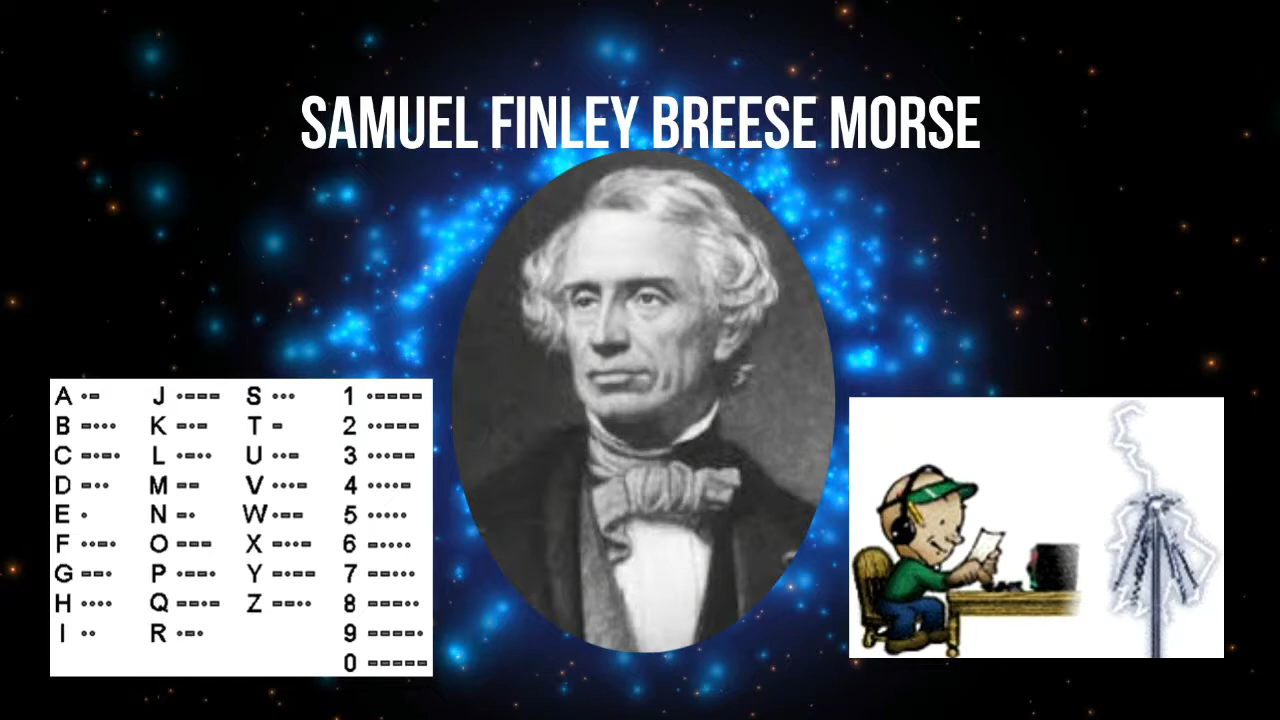 SAMUEL FINLEY BREESE MORSE
A ·- J ·--- S ··· 1 ·----
B -··· K -·- T - 2 ··---
C -·-· L ·-·· U ··- 3 ···--
D -·· M -- V ···- 4 ····-
E · N -· W ·-- 5 ·····
F ··-· O --- X -··- 6 -····
G --· P ·--· Y -·-- 7 --···
H ···· Q --·- Z --·· 8 ---··
I ·· R ·-· 9 ----·
0 -----